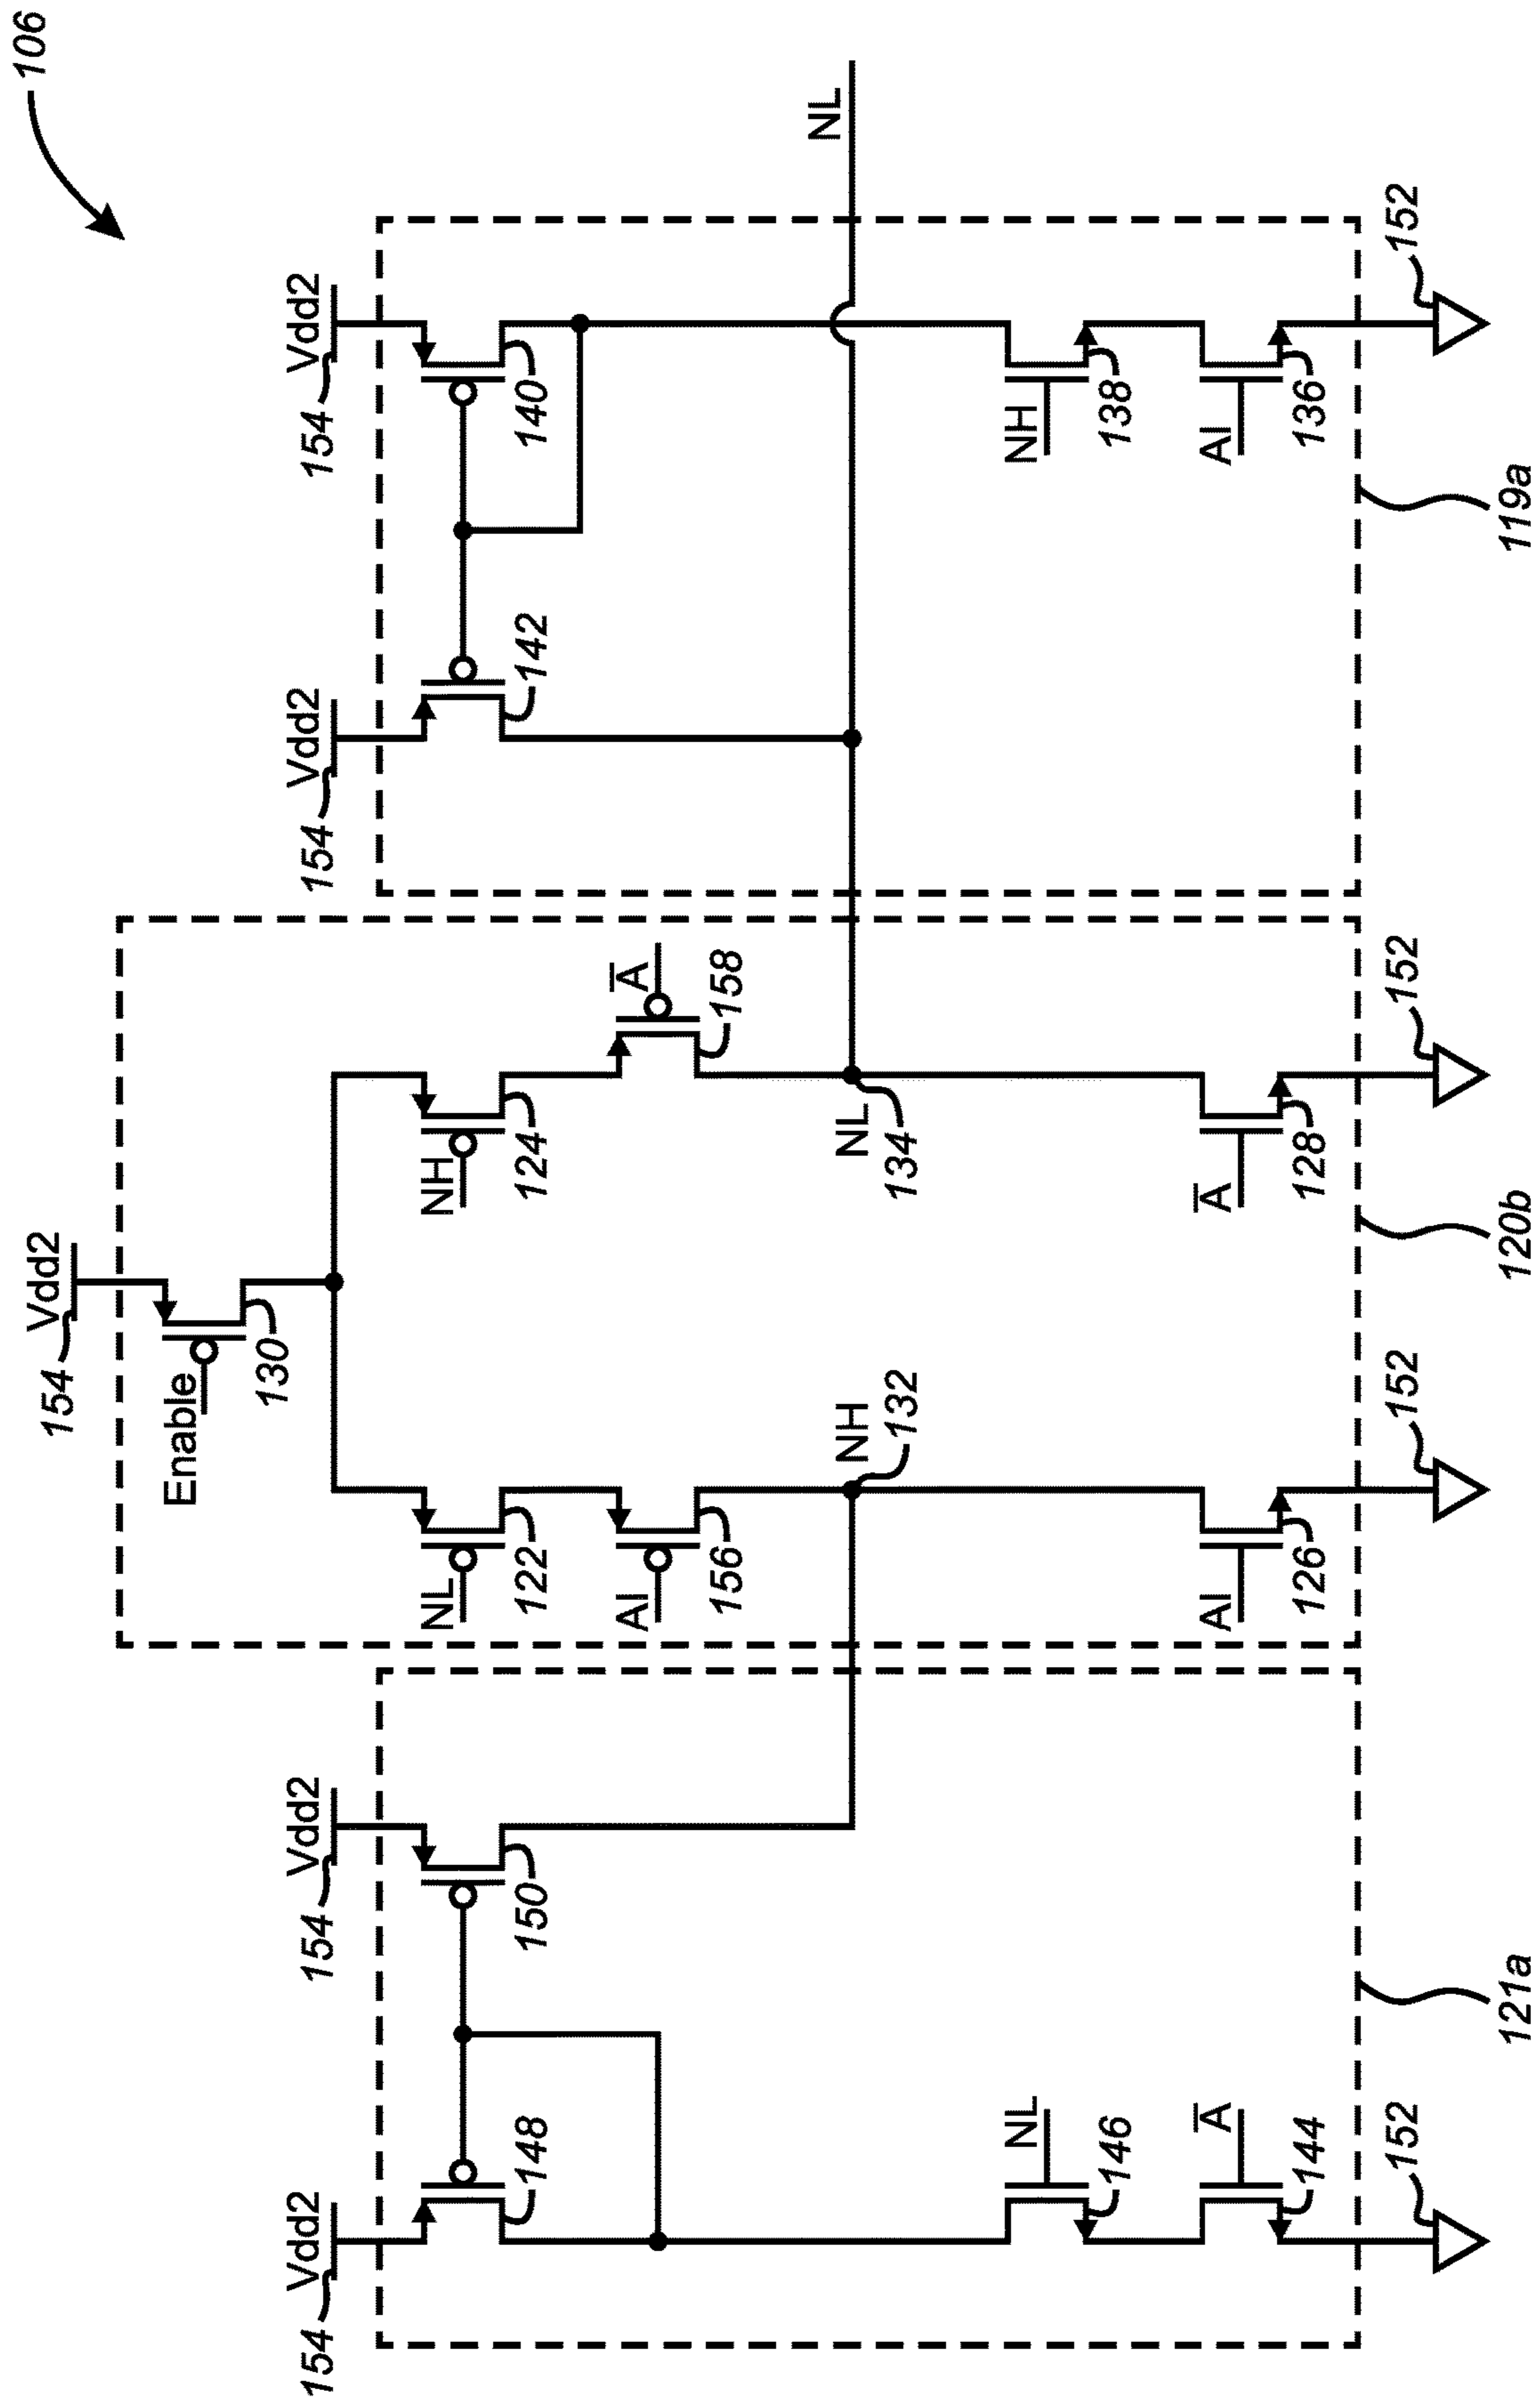 106
Vdd2
154
Enable
130
Vdd2
154
Vdd2
154
Vdd2
154
Vdd2
154
148
150
NL
122
NH
124
142
140
AI
156
A̅
158
NH
132
NL
134
NL
NL
146
NH
138
A̅
144
AI
126
A̅
128
AI
136
152
152
152
152
121a
120b
119a